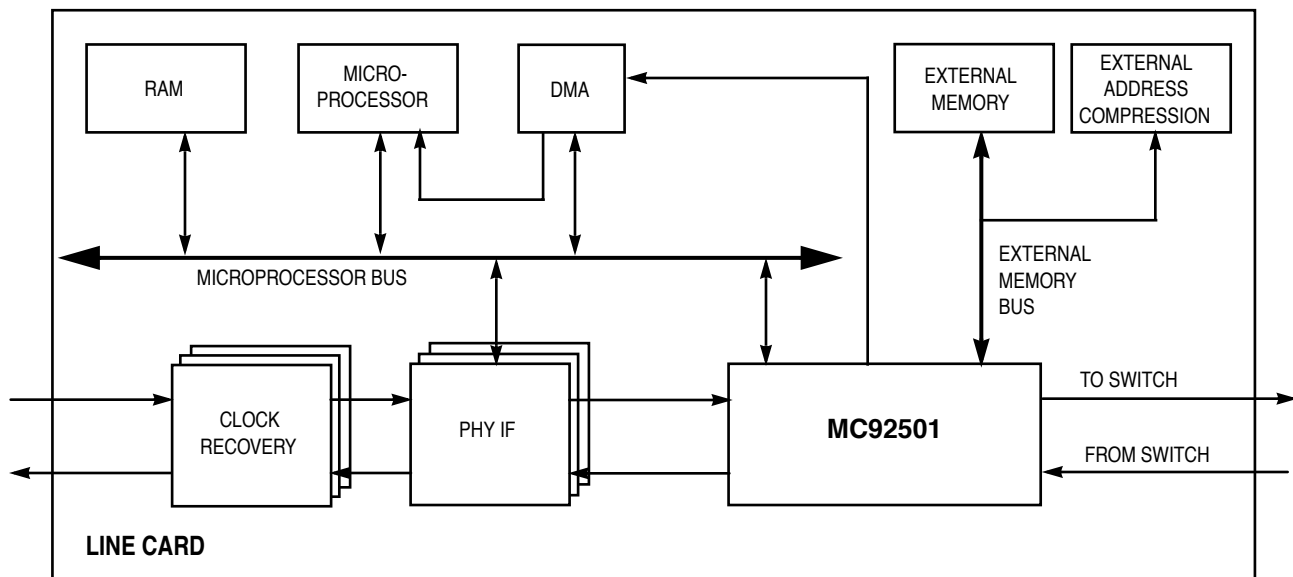 RAM
MICRO-
PROCESSOR
DMA
EXTERNAL
MEMORY
EXTERNAL
ADDRESS
COMPRESSION
MICROPROCESSOR BUS
EXTERNAL
MEMORY
BUS
CLOCK
RECOVERY
PHY IF
MC92501
TO SWITCH
FROM SWITCH
LINE CARD